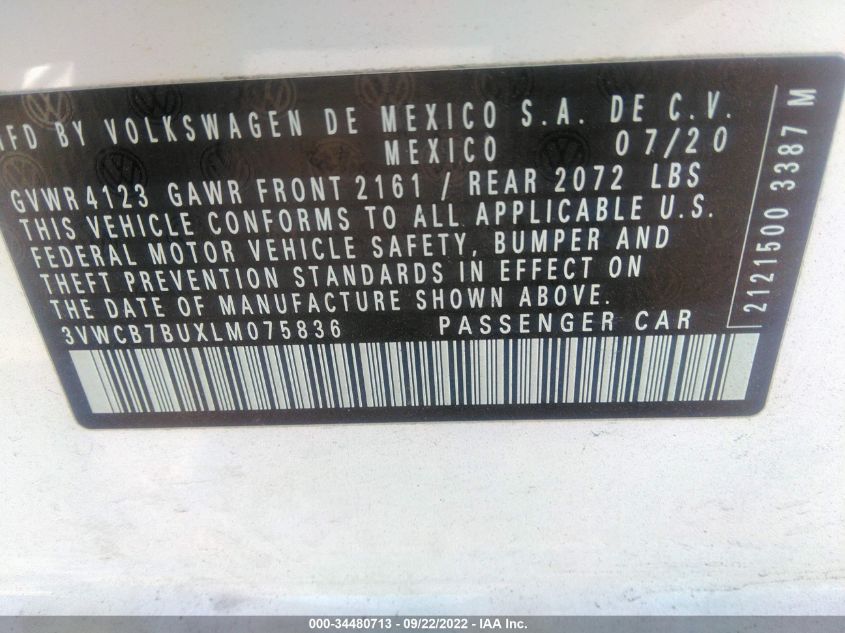 MFD BY VOLKSWAGEN DE MEXICO S.A. DE C.V.
MEXICO 07/20
GVWR 4123 GAWR FRONT 2161 / REAR 2072 LBS
THIS VEHICLE CONFORMS TO ALL APPLICABLE U.S.
FEDERAL MOTOR VEHICLE SAFETY, BUMPER AND
THEFT PREVENTION STANDARDS IN EFFECT ON
THE DATE OF MANUFACTURE SHOWN ABOVE.
3VWCB7BUXLM075836 PASSENGER CAR
2121500 3387 M
000-34480713 - 09/22/2022 - IAA Inc.